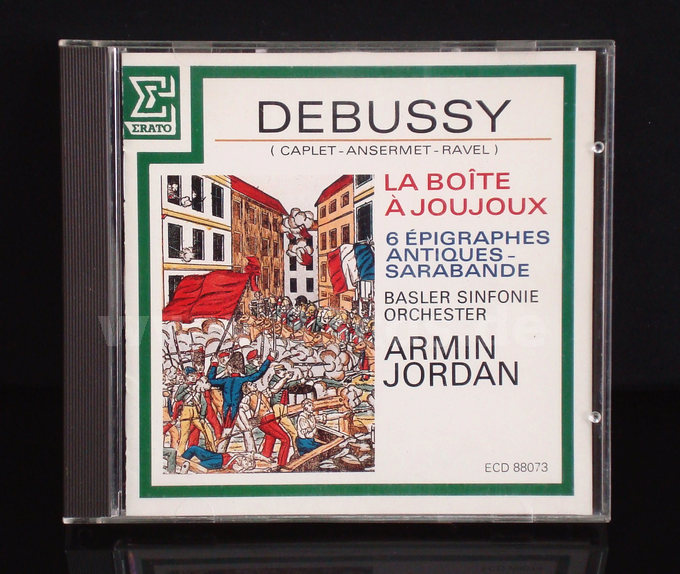 ERATO
DEBUSSY
( CAPLET - ANSERMET - RAVEL )
LA BOÎTE
À JOUJOUX
6 ÉPIGRAPHES
ANTIQUES -
SARABANDE
BASLER SINFONIE
ORCHESTER
ARMIN
JORDAN
ECD 88073